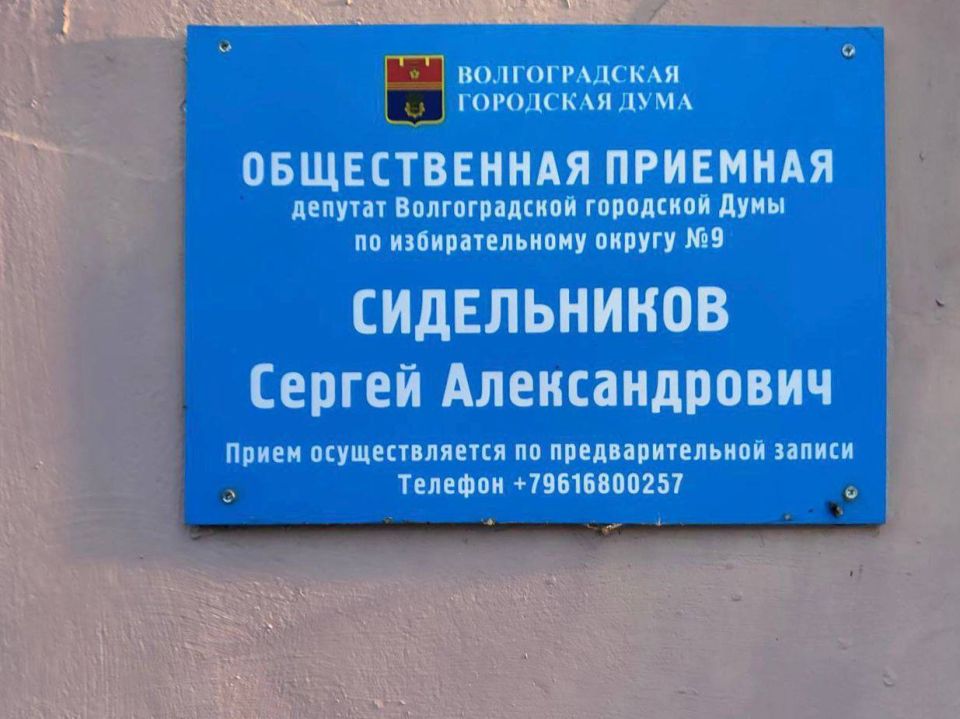 ВОЛГОГРАДСКАЯ
ГОРОДСКАЯ ДУМА
ОБЩЕСТВЕННАЯ ПРИЕМНАЯ
депутат Волгоградской городской Думы
по избирательному округу №9
СИДЕЛЬНИКОВ
Сергей Александрович
Прием осуществляется по предварительной записи
Телефон +79616800257